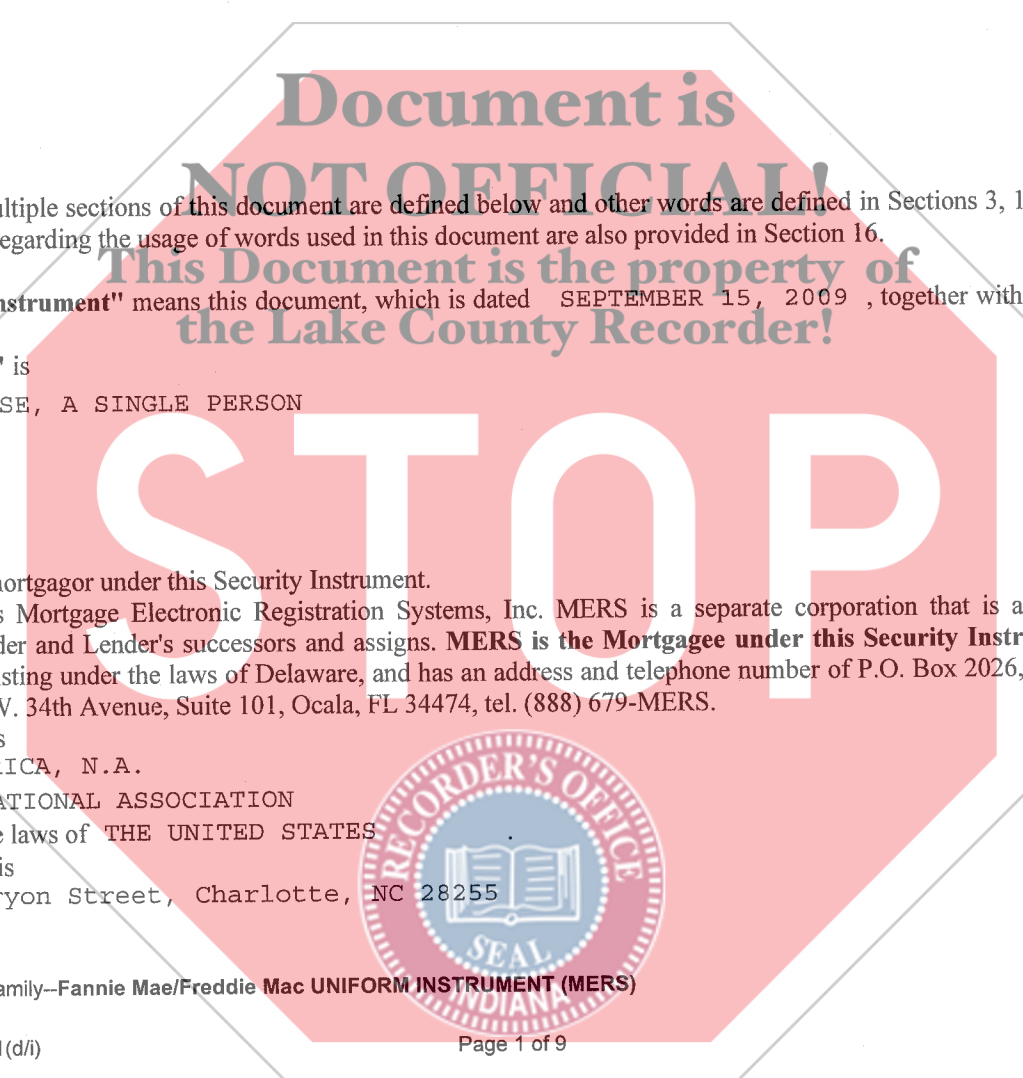 Document is
NOT OFFICIAL!
ultiple sections of this document are defined below and other words are defined in Sections 3, 1
egarding the usage of words used in this document are also provided in Section 16.
This Document is the property of
nstrument" means this document, which is dated SEPTEMBER 15, 2009 , together with
the Lake County Recorder!
" is
SE, A SINGLE PERSON
STOP
nortgagor under this Security Instrument.
s Mortgage Electronic Registration Systems, Inc. MERS is a separate corporation that is a
der and Lender's successors and assigns. MERS is the Mortgagee under this Security Instr
isting under the laws of Delaware, and has an address and telephone number of P.O. Box 2026,
W. 34th Avenue, Suite 101, Ocala, FL 34474, tel. (888) 679-MERS.
s
RICA, N.A.
ATIONAL ASSOCIATION
e laws of THE UNITED STATES .
is
ryon Street, Charlotte, NC 28255
RECORDER'S OFFICE
SEAL
INDIANA
amily--Fannie Mae/Freddie Mac UNIFORM INSTRUMENT (MERS)
(d/i)
Page 1 of 9